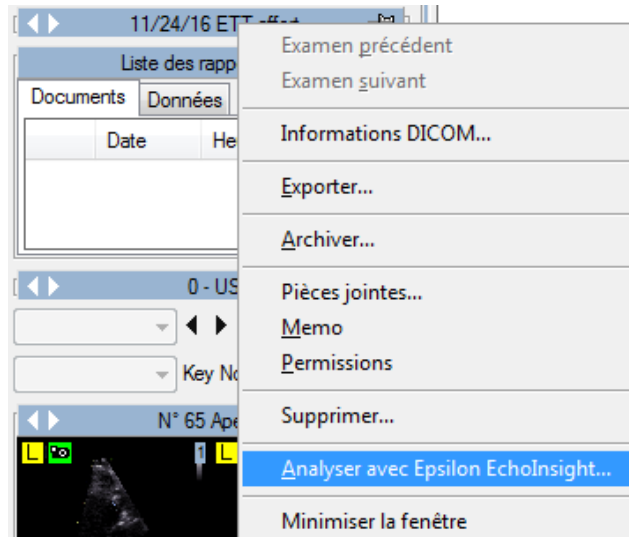 11/24/16 ETT effort
Liste des rapp
Documents Données
Date He
0 - US
Key No
N° 65 Ape
L 1 L
Examen précédent
Examen suivant
Informations DICOM...
Exporter...
Archiver...
Pièces jointes...
Memo
Permissions
Supprimer...
Analyser avec Epsilon EchoInsight...
Minimiser la fenêtre